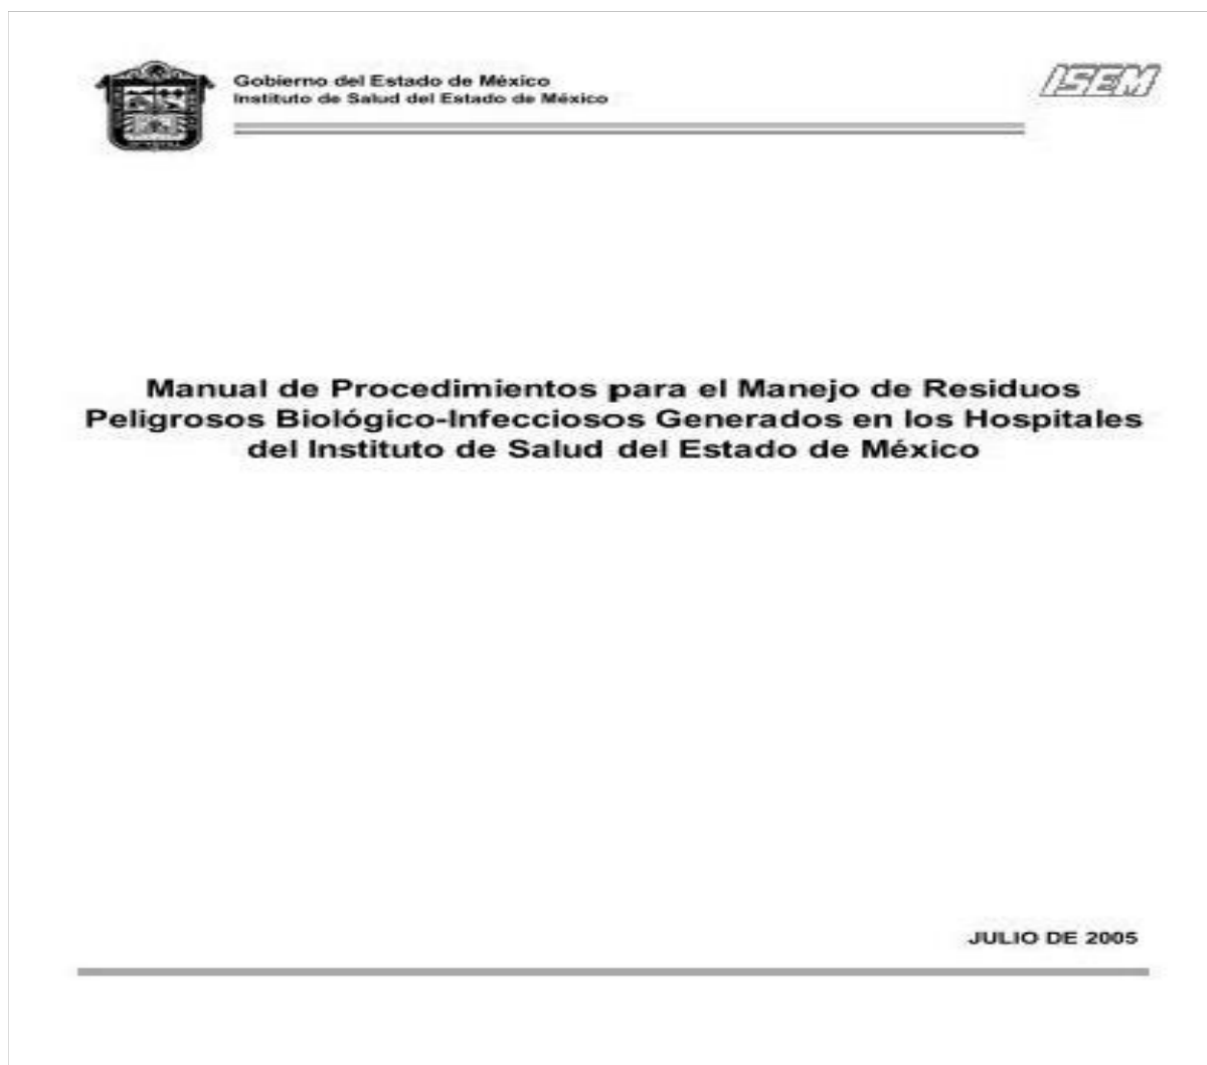 Gobierno del Estado de México
Instituto de Salud del Estado de México
ISEM
Manual de Procedimientos para el Manejo de Residuos
Peligrosos Biológico-Infecciosos Generados en los Hospitales
del Instituto de Salud del Estado de México
JULIO DE 2005